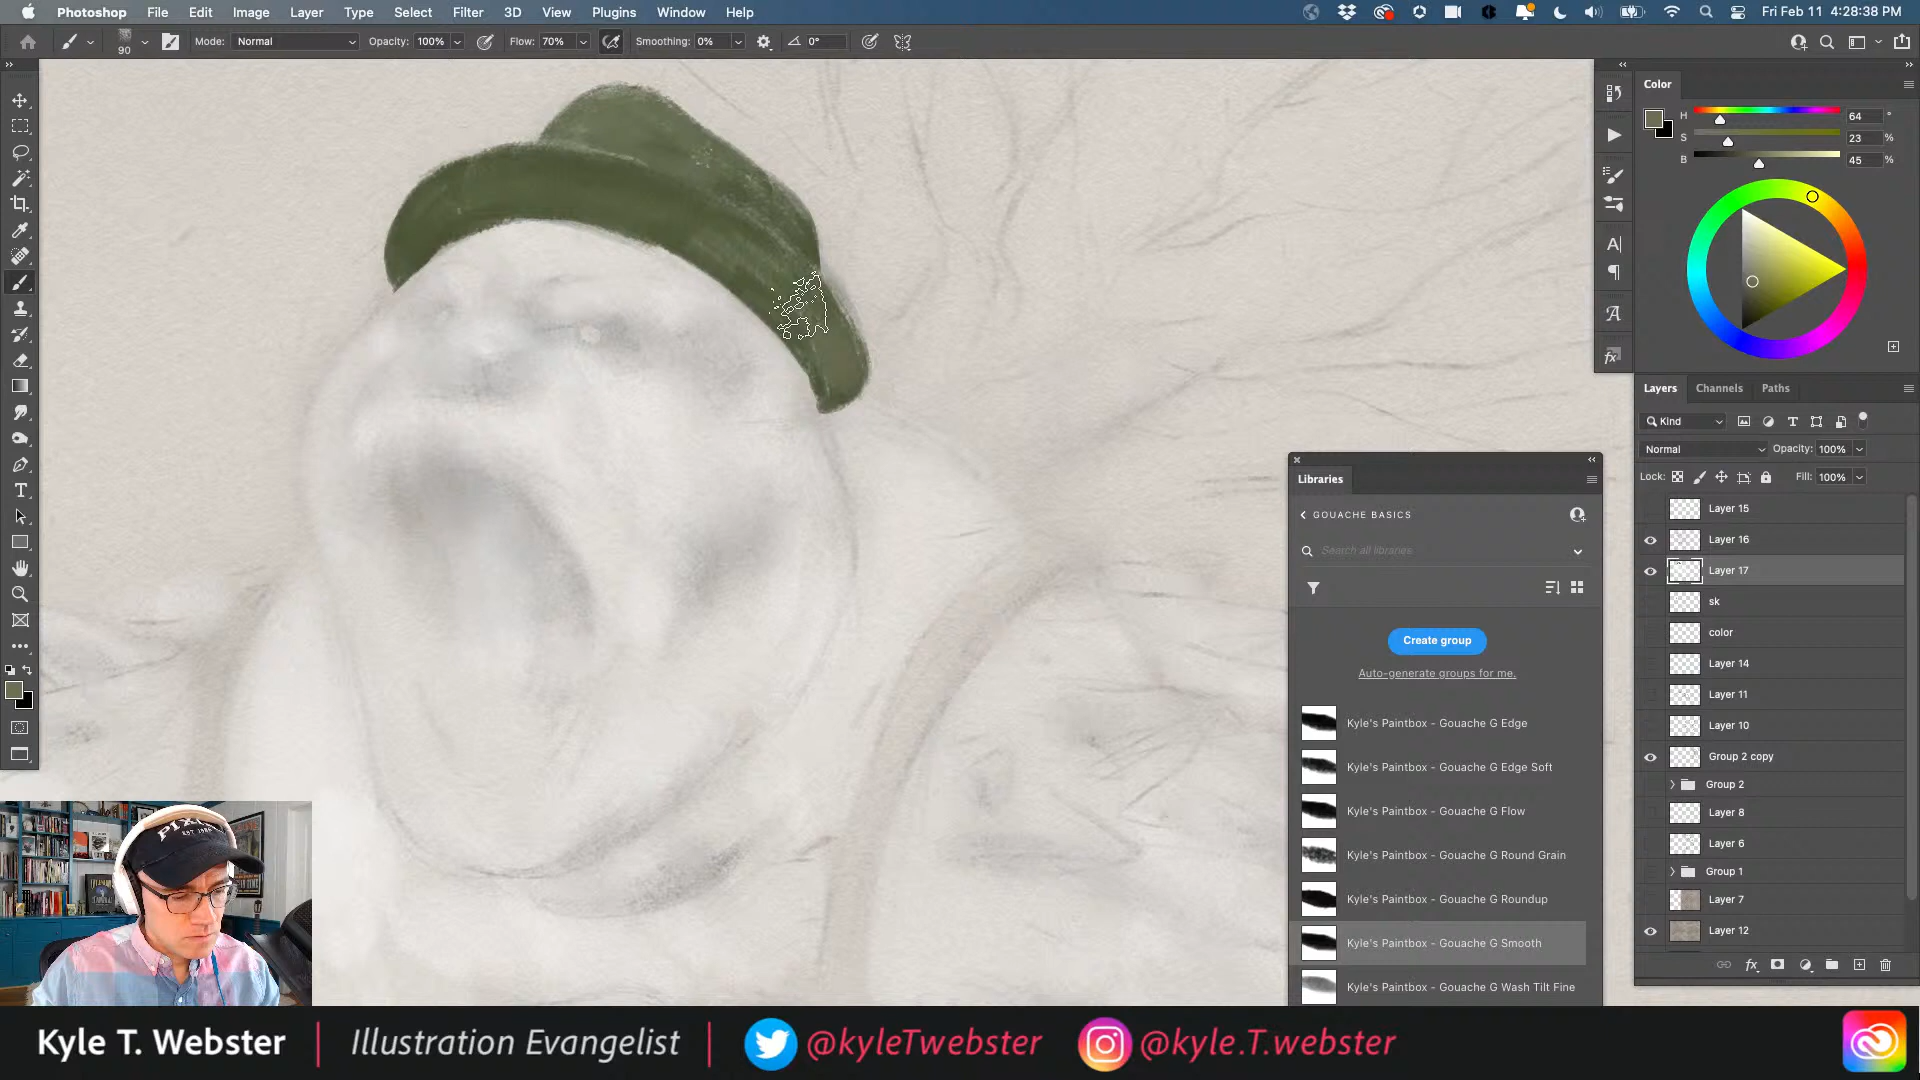 Photoshop File Edit Image Layer Type Select Filter 3D View Plugins Window Help Fri Feb 11 4:28:38 PM
90 Mode: Normal Opacity: 100% Flow: 70% Smoothing: 0% 0°
Color
H 64 °
S 23 %
B 45 %
Layers Channels Paths
Kind
Normal Opacity: 100%
Lock: Fill: 100%
Layer 15
Layer 16
Layer 17
sk
color
Layer 14
Layer 11
Layer 10
Group 2 copy
Group 2
Layer 8
Layer 6
Group 1
Layer 7
Layer 12
Libraries
GOUACHE BASICS
Search all libraries
Create group
Auto-generate groups for me.
Kyle's Paintbox - Gouache G Edge
Kyle's Paintbox - Gouache G Edge Soft
Kyle's Paintbox - Gouache G Flow
Kyle's Paintbox - Gouache G Round Grain
Kyle's Paintbox - Gouache G Roundup
Kyle's Paintbox - Gouache G Smooth
Kyle's Paintbox - Gouache G Wash Tilt Fine
Kyle T. Webster | Illustration Evangelist | @kyleTwebster @kyle.T.webster